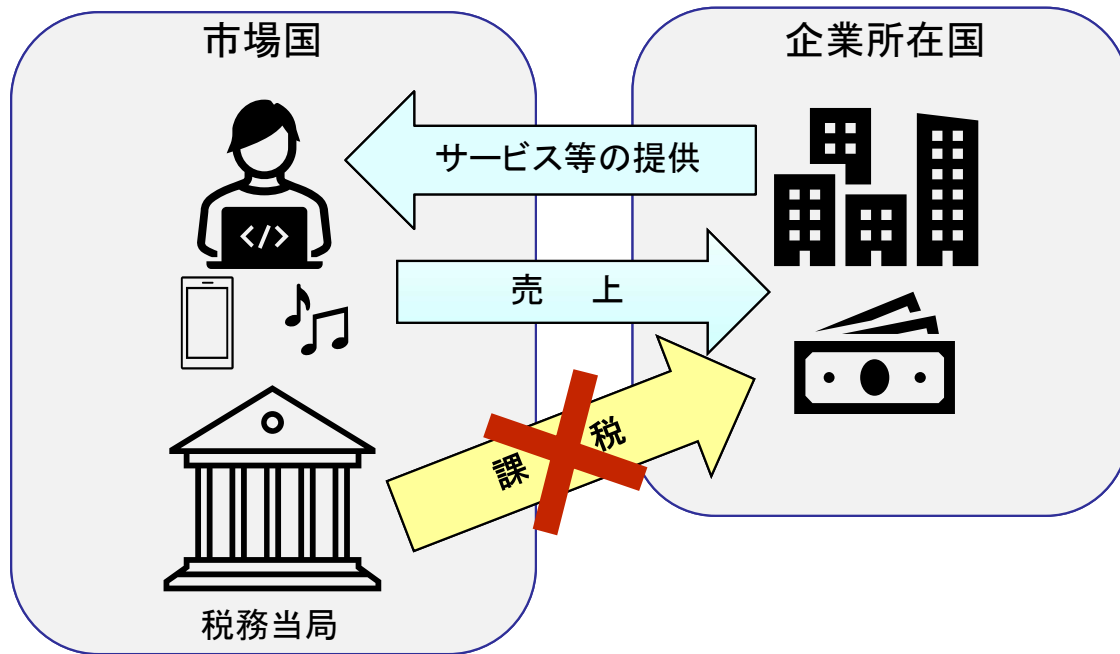 市場国
企業所在国
サービス等の提供
売　上
課　税
税務当局
</>